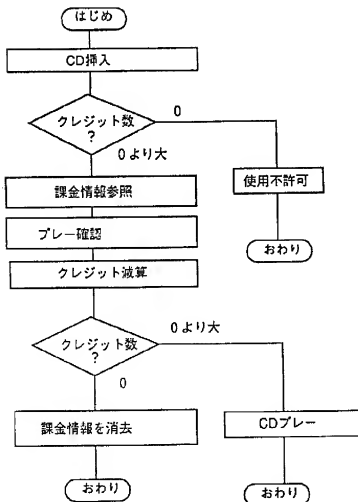 はじめ
CD挿入
クレジット数
?
0
0より大
課金情報参照
使用不許可
プレー確認
おわり
クレジット減算
0より大
クレジット数
?
0
課金情報を消去
CDプレー
おわり
おわり